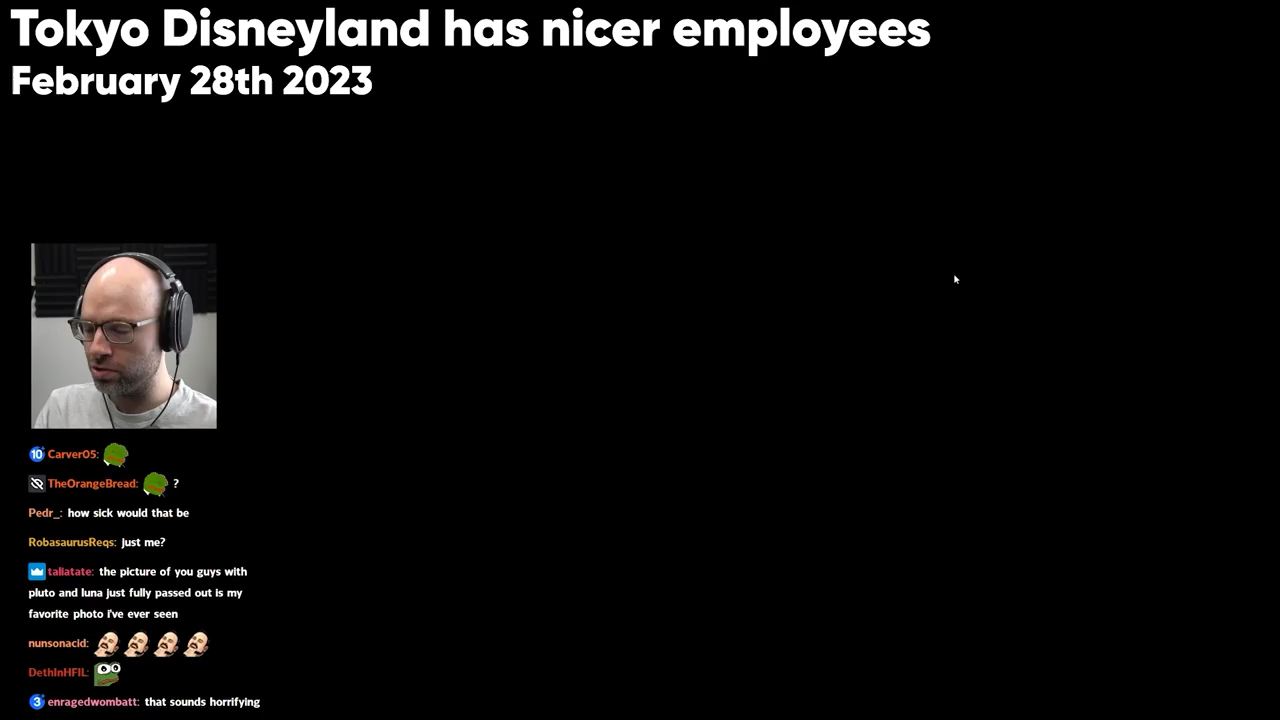 Tokyo Disneyland has nicer employees
February 28th 2023
10 Carver05:
TheOrangeBread: ?
Pedr_: how sick would that be
RobasaurusReqs: just me?
taliatate: the picture of you guys with
pluto and luna just fully passed out is my
favorite photo i've ever seen
nunsonacid:
DethInHFIL:
3 enragedwombatt: that sounds horrifying